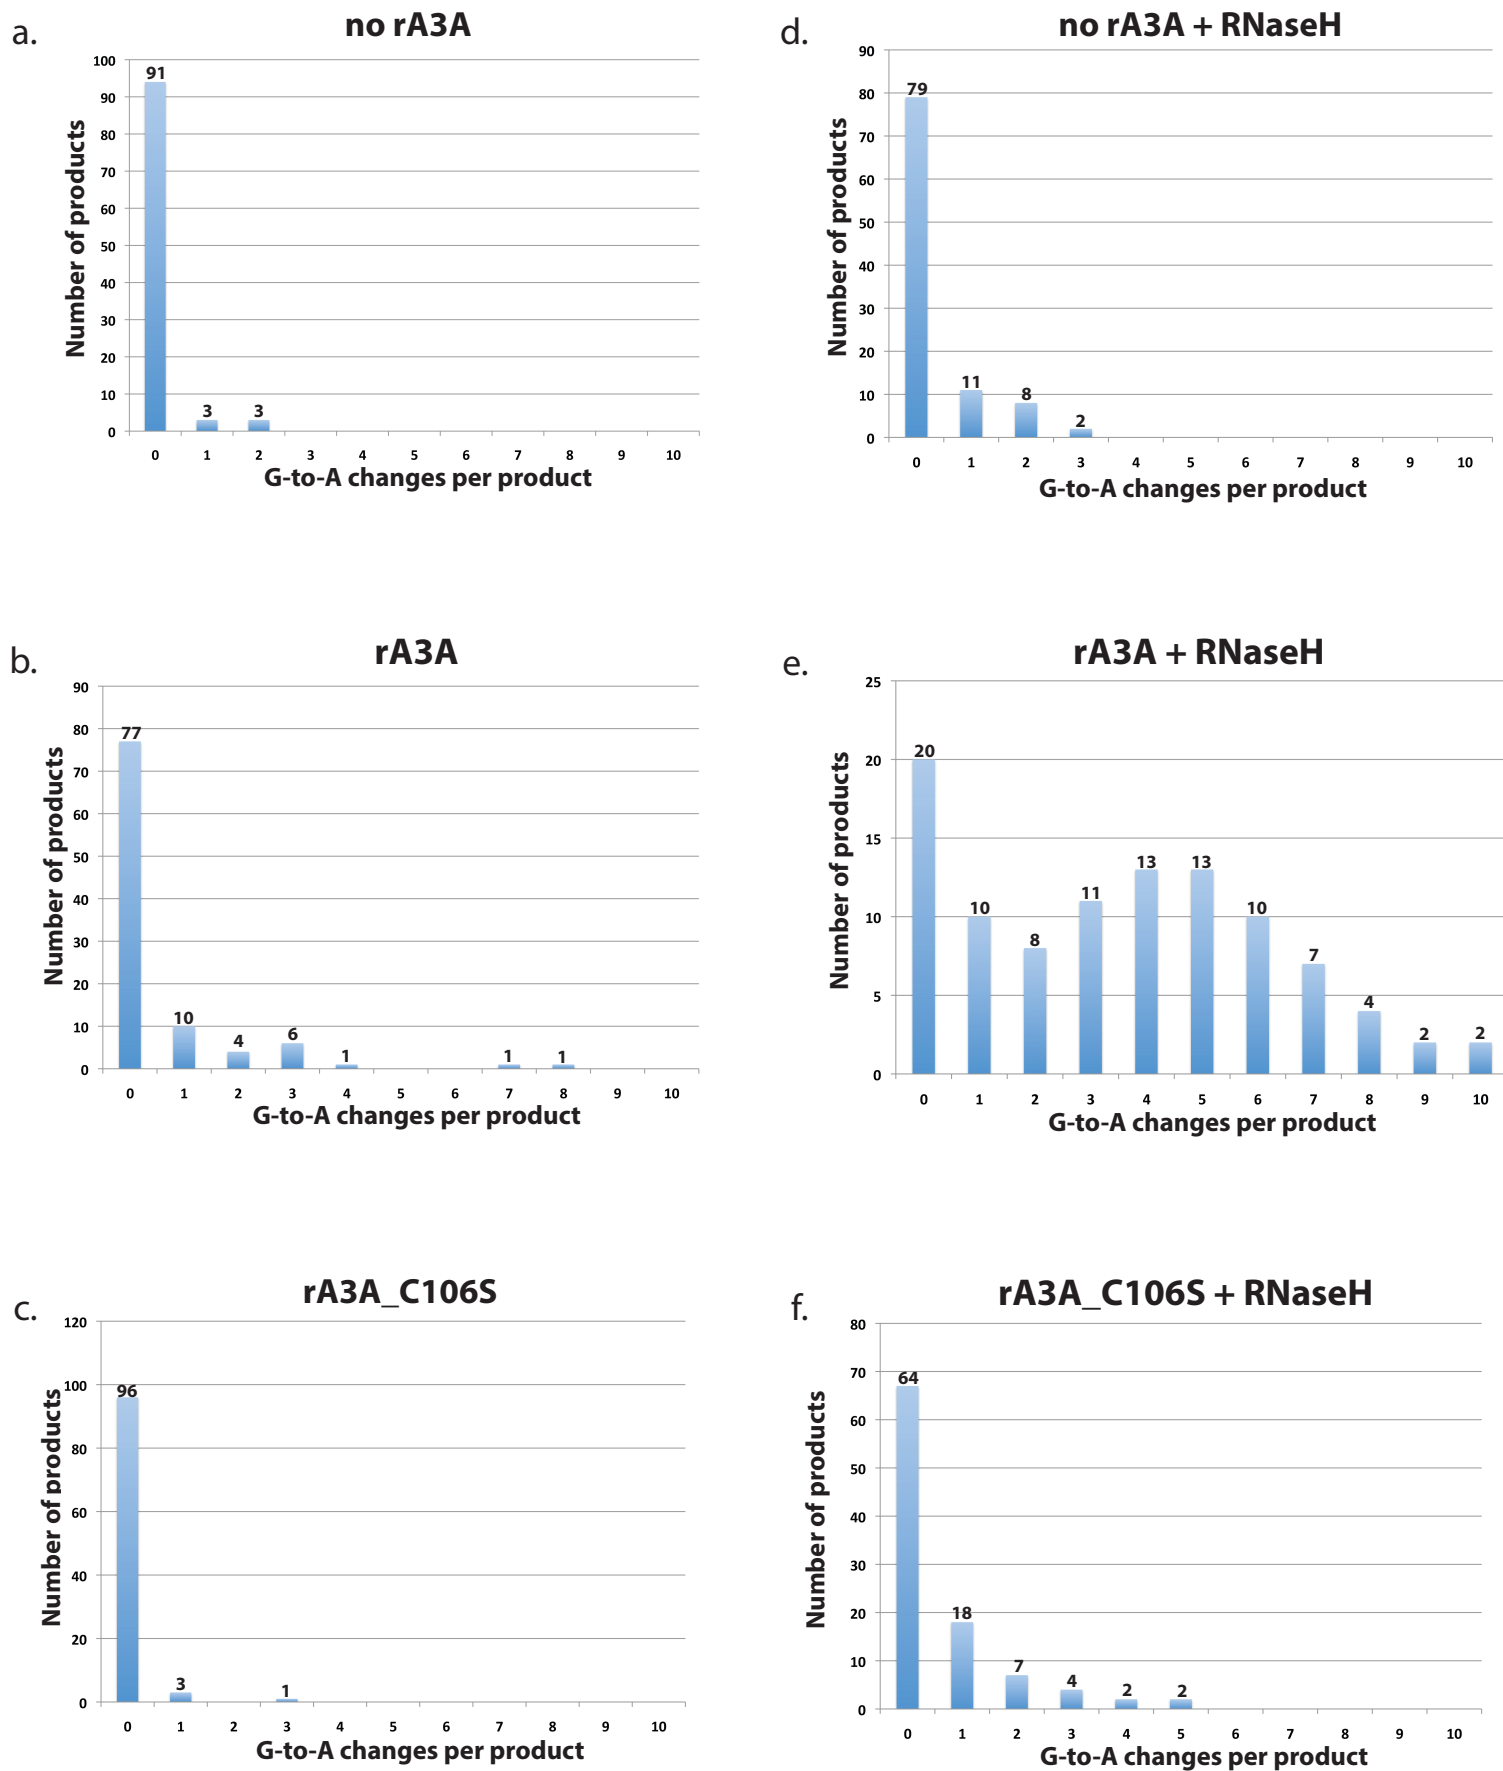 a.
no rA3A
Number of products
100
90
80
70
60
50
40
30
20
10
0
91
3
3
0 1 2 3 4 5 6 7 8 9 10
G-to-A changes per product
d.
no rA3A + RNaseH
Number of products
90
80
70
60
50
40
30
20
10
0
79
11
8
2
0 1 2 3 4 5 6 7 8 9 10
G-to-A changes per product
b.
rA3A
Number of products
90
80
70
60
50
40
30
20
10
0
77
10
4
6
1
1
1
0 1 2 3 4 5 6 7 8 9 10
G-to-A changes per product
e.
rA3A + RNaseH
Number of products
25
20
15
10
5
0
20
10
8
11
13
13
10
7
4
2
2
0 1 2 3 4 5 6 7 8 9 10
G-to-A changes per product
c.
rA3A_C106S
Number of products
120
100
80
60
40
20
0
96
3
1
0 1 2 3 4 5 6 7 8 9 10
G-to-A changes per product
f.
rA3A_C106S + RNaseH
Number of products
80
70
60
50
40
30
20
10
0
64
18
7
4
2
2
0 1 2 3 4 5 6 7 8 9 10
G-to-A changes per product